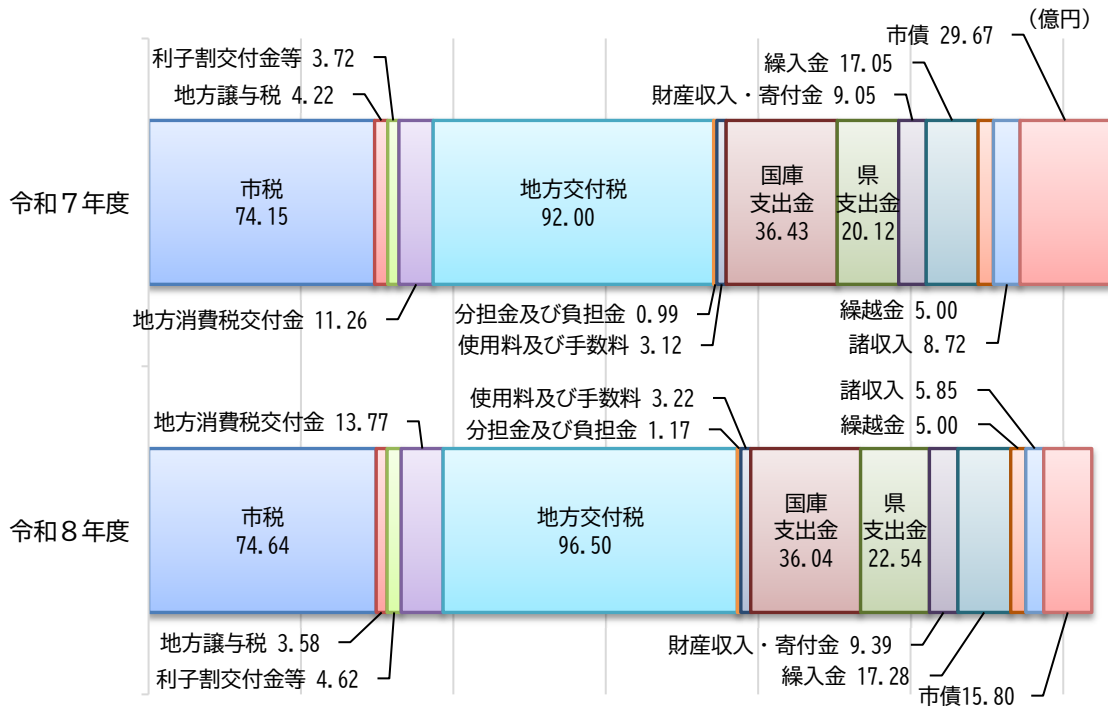 （億円）
市債 29.67
利子割交付金等 3.72
繰入金 17.05
地方譲与税 4.22
財産収入・寄付金 9.05
令和７年度
市税
74.15
地方交付税
92.00
国庫
支出金
36.43
県
支出金
20.12
地方消費税交付金 11.26
分担金及び負担金 0.99
繰越金 5.00
使用料及び手数料 3.12
諸収入 8.72
使用料及び手数料 3.22
諸収入 5.85
地方消費税交付金 13.77
分担金及び負担金 1.17
繰越金 5.00
令和８年度
市税
74.64
地方交付税
96.50
国庫
支出金
36.04
県
支出金
22.54
地方譲与税 3.58
財産収入・寄付金 9.39
利子割交付金等 4.62
繰入金 17.28
市債15.80